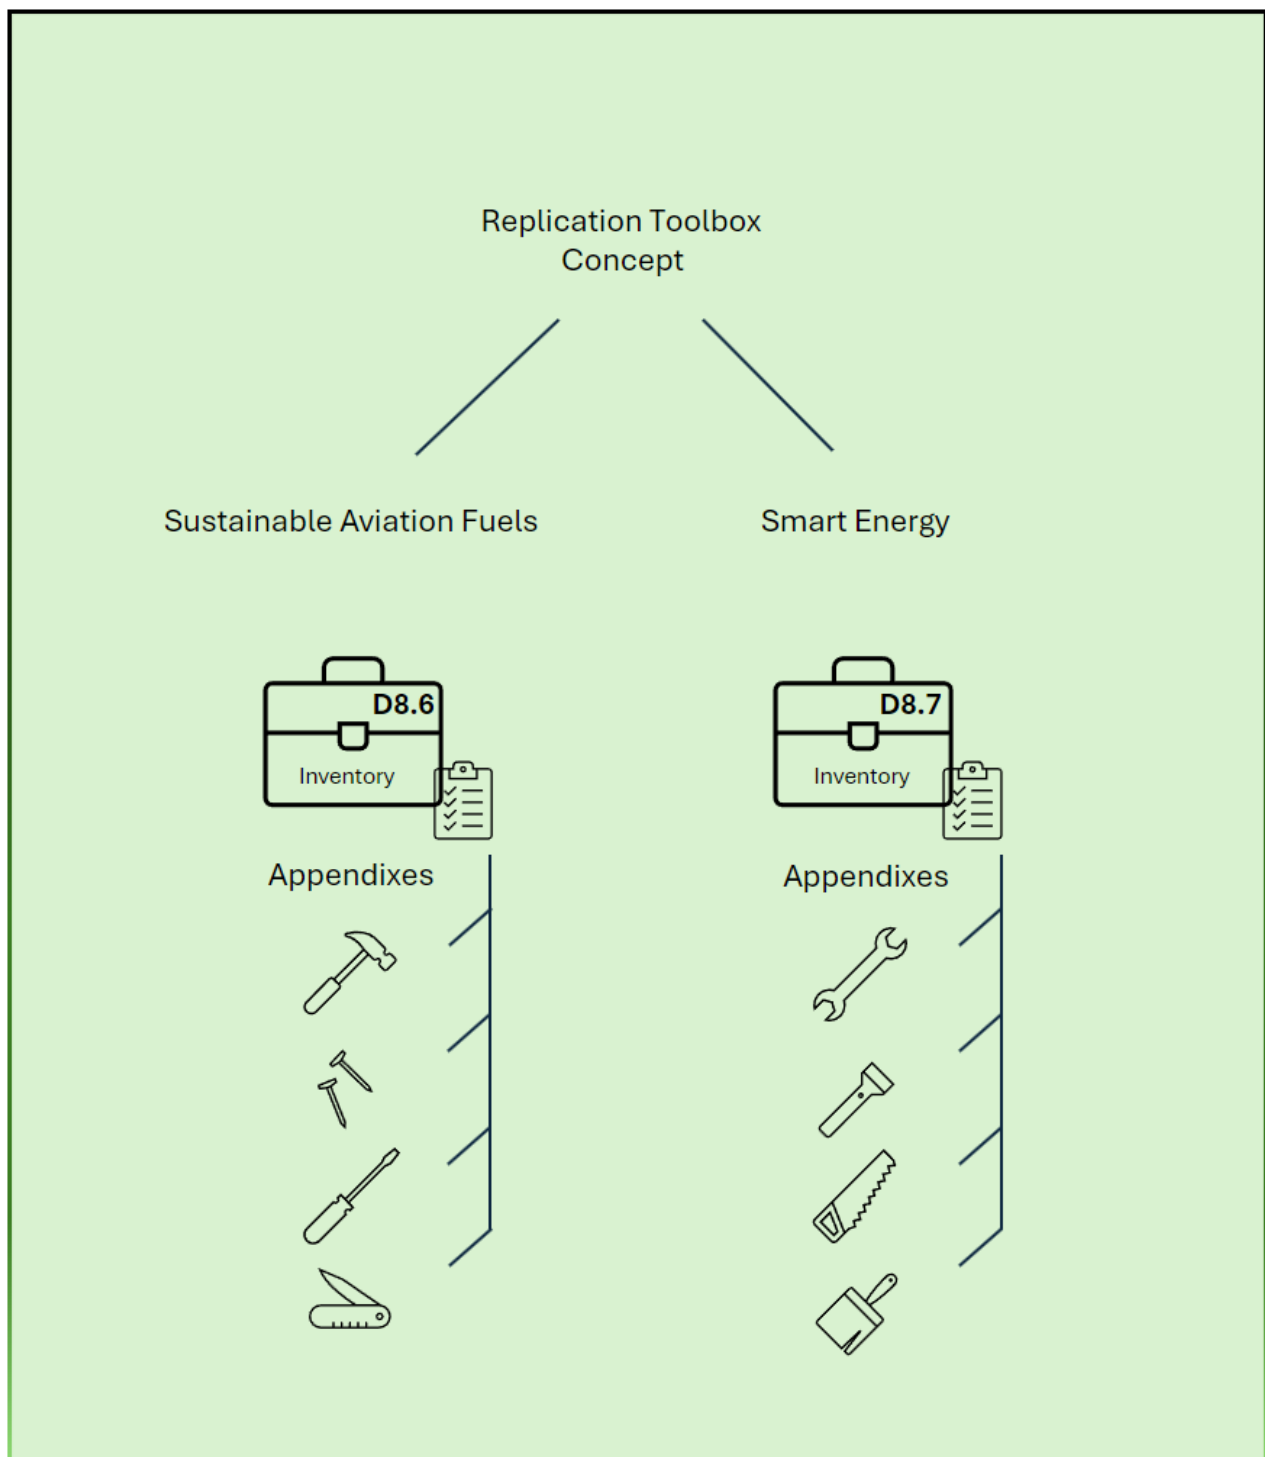 Replication Toolbox
Concept
Sustainable Aviation Fuels
Smart Energy
D8.6
Inventory
Appendixes
D8.7
Inventory
Appendixes